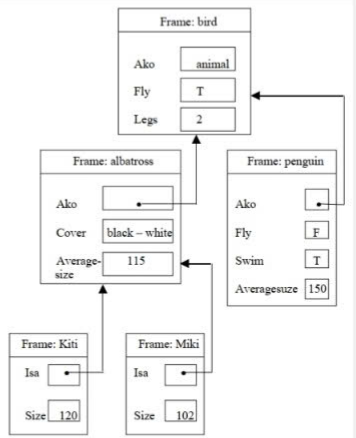 Frame: bird
Ako animal
Fly T
Legs 2
Frame: albatross
Ako
Cover black – white
Average- 115
size
Frame: penguin
Ako
Fly F
Swim T
Averagesuze 150
Frame: Kiti
Isa
Size 120
Frame: Miki
Isa
Size 102